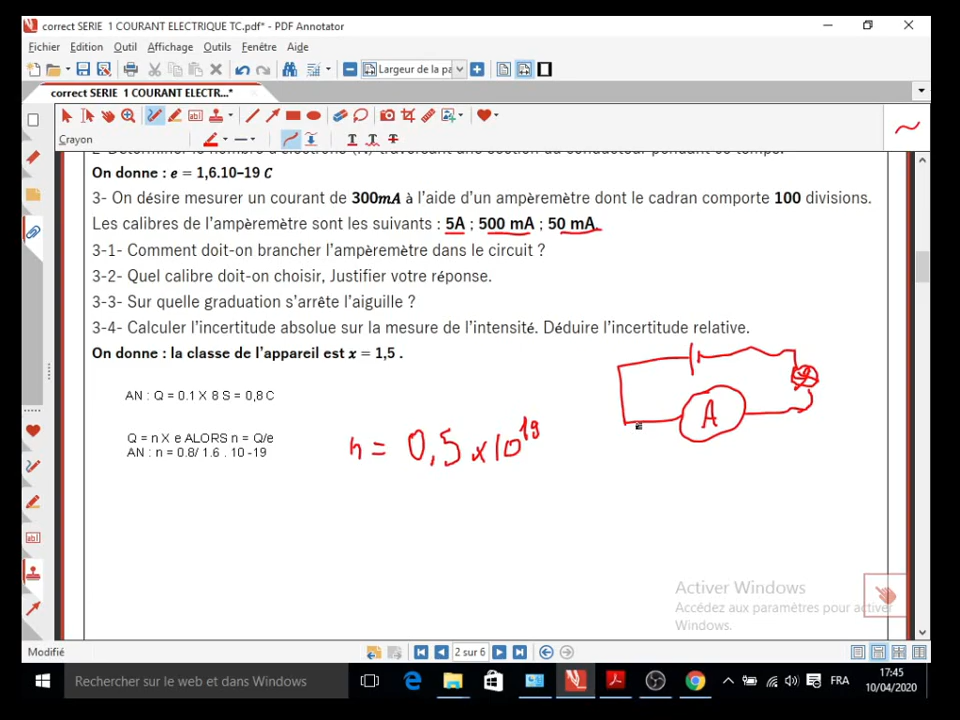 correct SERIE 1 COURANT ELECTRIQUE TC.pdf* - PDF Annotator
Fichier Edition Outil Affichage Outils Fenêtre Aide
Largeur de la pa
correct SERIE 1 COURANT ELECTR...*
Crayon
On donne : e = 1,6.10–19 C
3- On désire mesurer un courant de 300mA à l'aide d'un ampèremètre dont le cadran comporte 100 divisions.
Les calibres de l'ampèremètre sont les suivants : 5A ; 500 mA ; 50 mA.
3-1- Comment doit-on brancher l'ampèremètre dans le circuit ?
3-2- Quel calibre doit-on choisir, Justifier votre réponse.
3-3- Sur quelle graduation s'arrête l'aiguille ?
3-4- Calculer l'incertitude absolue sur la mesure de l'intensité. Déduire l'incertitude relative.
On donne : la classe de l'appareil est x = 1,5 .
AN : Q = 0.1 X 8 S = 0,8 C
A
Q = n X e ALORS n = Q/e
AN : n = 0.8/ 1.6 . 10 -19
n = 0,5 x 10^19
Activer Windows
Accédez aux paramètres pour activer
Windows.
Modifié
2 sur 6
Rechercher sur le web et dans Windows
FRA
17:45
10/04/2020